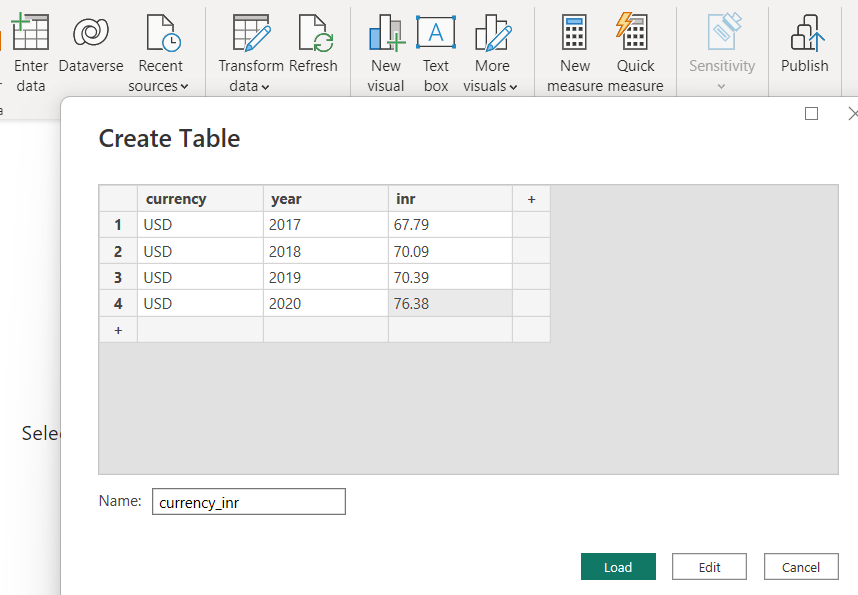 Enter data
Dataverse
Recent sources
Transform data
Refresh
New visual
A
Text box
More visuals
New measure
Quick measure
Sensitivity
Publish
a
Create Table
currency year inr +
1 USD 2017 67.79
2 USD 2018 70.09
3 USD 2019 70.39
4 USD 2020 76.38
+
Sele
Name: currency_inr
Load Edit Cancel